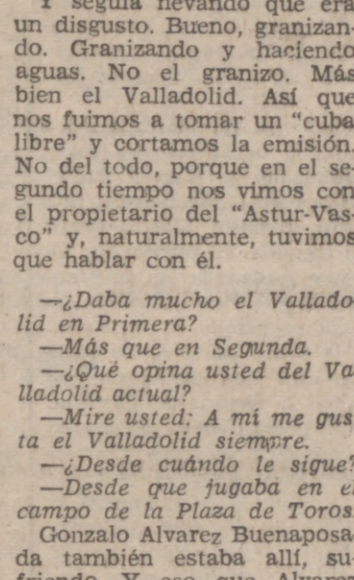 Y seguía nevando que era
un disgusto. Bueno, granizan-
do. Granizando y haciendo
aguas. No el granizo. Más
bien el Valladolid. Así que
nos fuimos a tomar un "cuba
libre" y cortamos la emisión.
No del todo, porque en el se-
gundo tiempo nos vimos con
el propietario del "Astur-Vas-
co" y, naturalmente, tuvimos
que hablar con él.
—¿Daba mucho el Vallado
lid en Primera?
—Más que en Segunda.
—¿Qué opina usted del Va
lladolid actual?
—Mire usted: A mí me gus
ta el Valladolid siempre.
—¿Desde cuándo le sigue?
—Desde que jugaba en el
campo de la Plaza de Toros
Gonzalo Alvarez Buenaposa
da también estaba allí, su
friendo. Y eso que Alvare